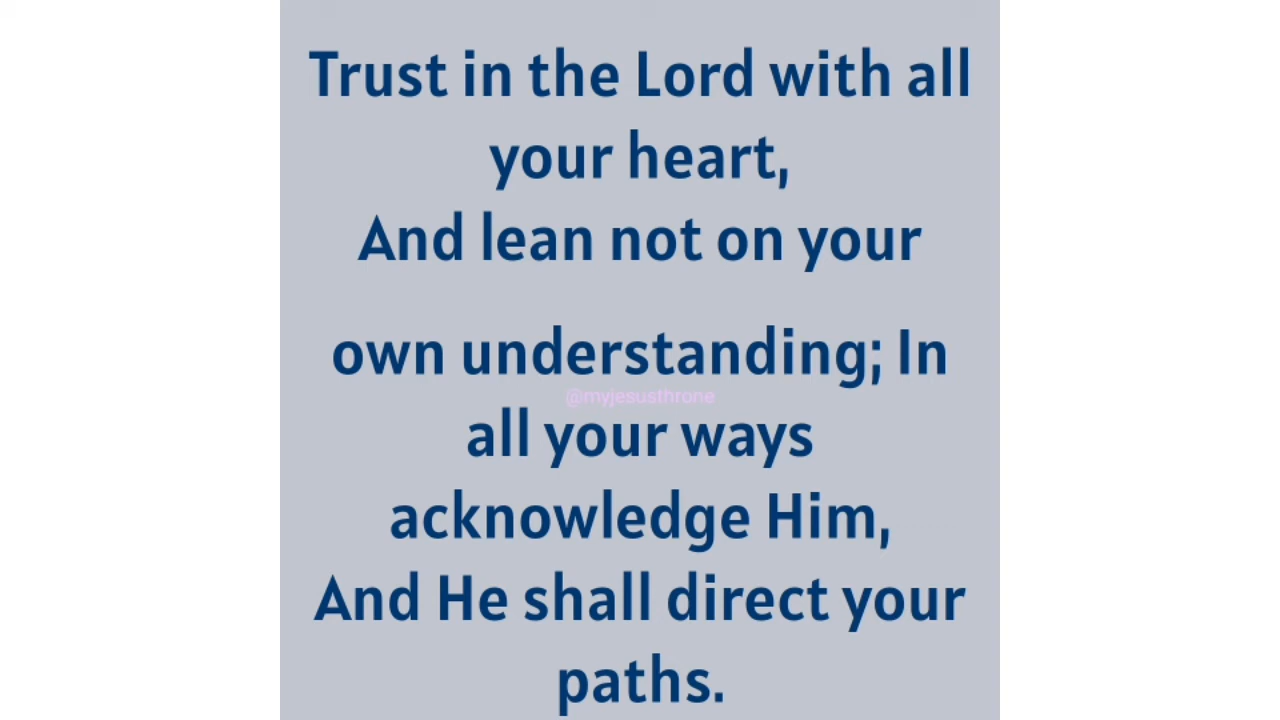 Trust in the Lord with all
your heart,
And lean not on your
own understanding; In
@myjesusthrone
all your ways
acknowledge Him,
And He shall direct your
paths.